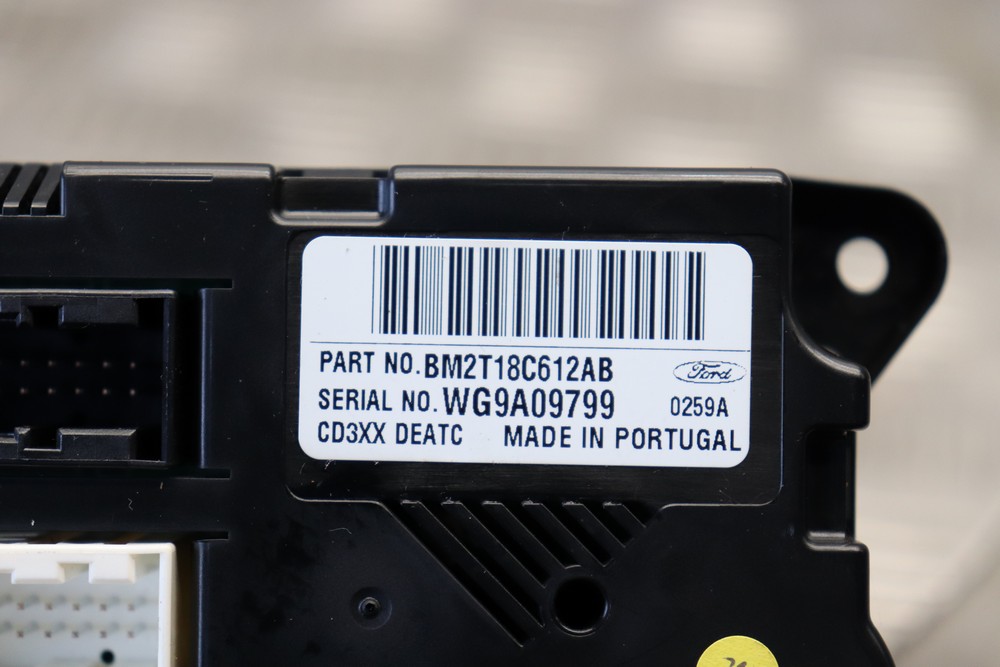 PART NO. BM2T18C612AB
Ford
SERIAL NO. WG9A09799
0259A
CD3XX DEATC MADE IN PORTUGAL